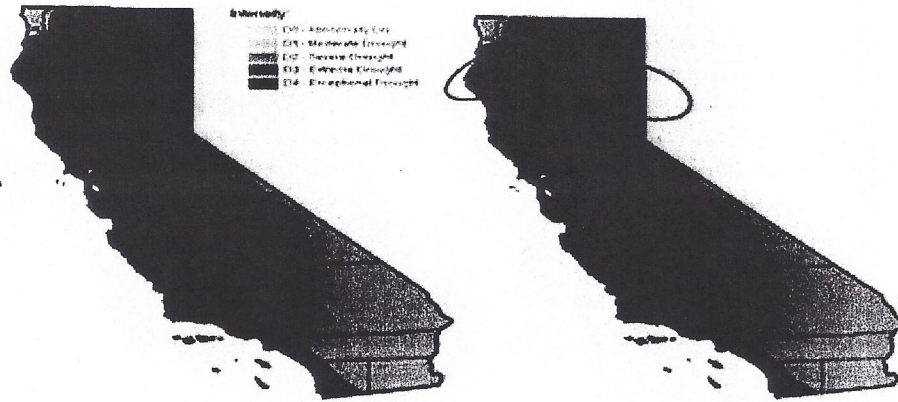 Intensity:
D0 - Abnormally Dry
D1 - Moderate Drought
D2 - Severe Drought
D3 - Extreme Drought
D4 - Exceptional Drought